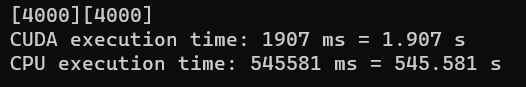 [4000][4000]
CUDA execution time: 1907 ms = 1.907 s
CPU execution time: 545581 ms = 545.581 s